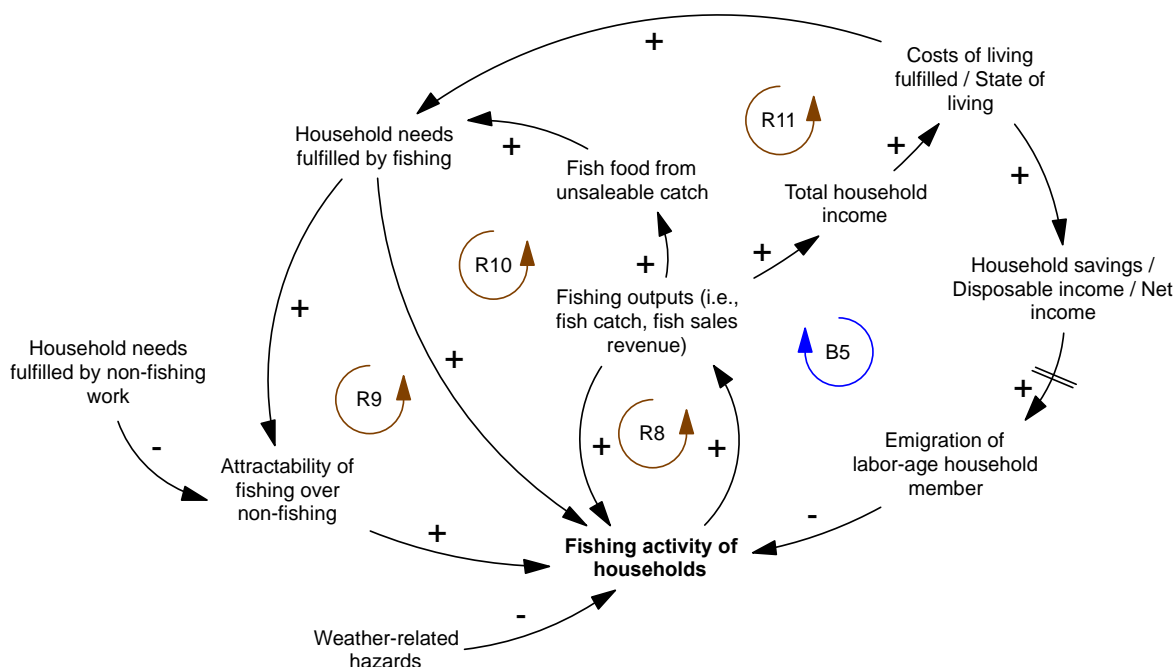 +
Costs of living
fulfilled / State of
living
R11
Household needs
fulfilled by fishing
+
Fish food from
unsaleable catch
+
Total household
income
+
R10
+
+
Household savings /
Disposable income / Net
income
Fishing outputs (i.e.,
fish catch, fish sales
revenue)
+
Household needs
fulfilled by non-fishing
work
+
B5
R9
+
R8
+
+
-
Emigration of
labor-age household
member
Attractability of
fishing over
non-fishing
+
-
Fishing activity of
households
-
Weather-related
hazards